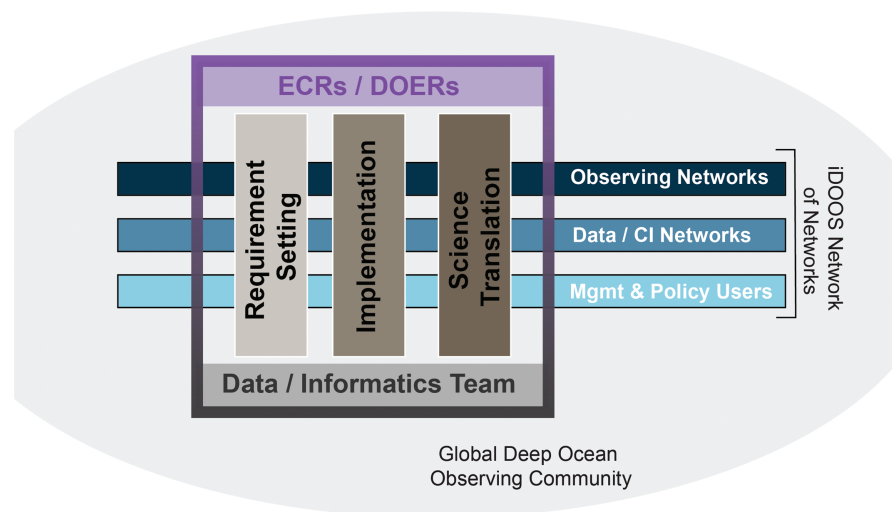 ECRs / DOERs
Requirement
Setting
Implementation
Science
Translation
Observing Networks
Data / CI Networks
Mgmt & Policy Users
iDOOS Network
of Networks
Data / Informatics Team
Global Deep Ocean
Observing Community